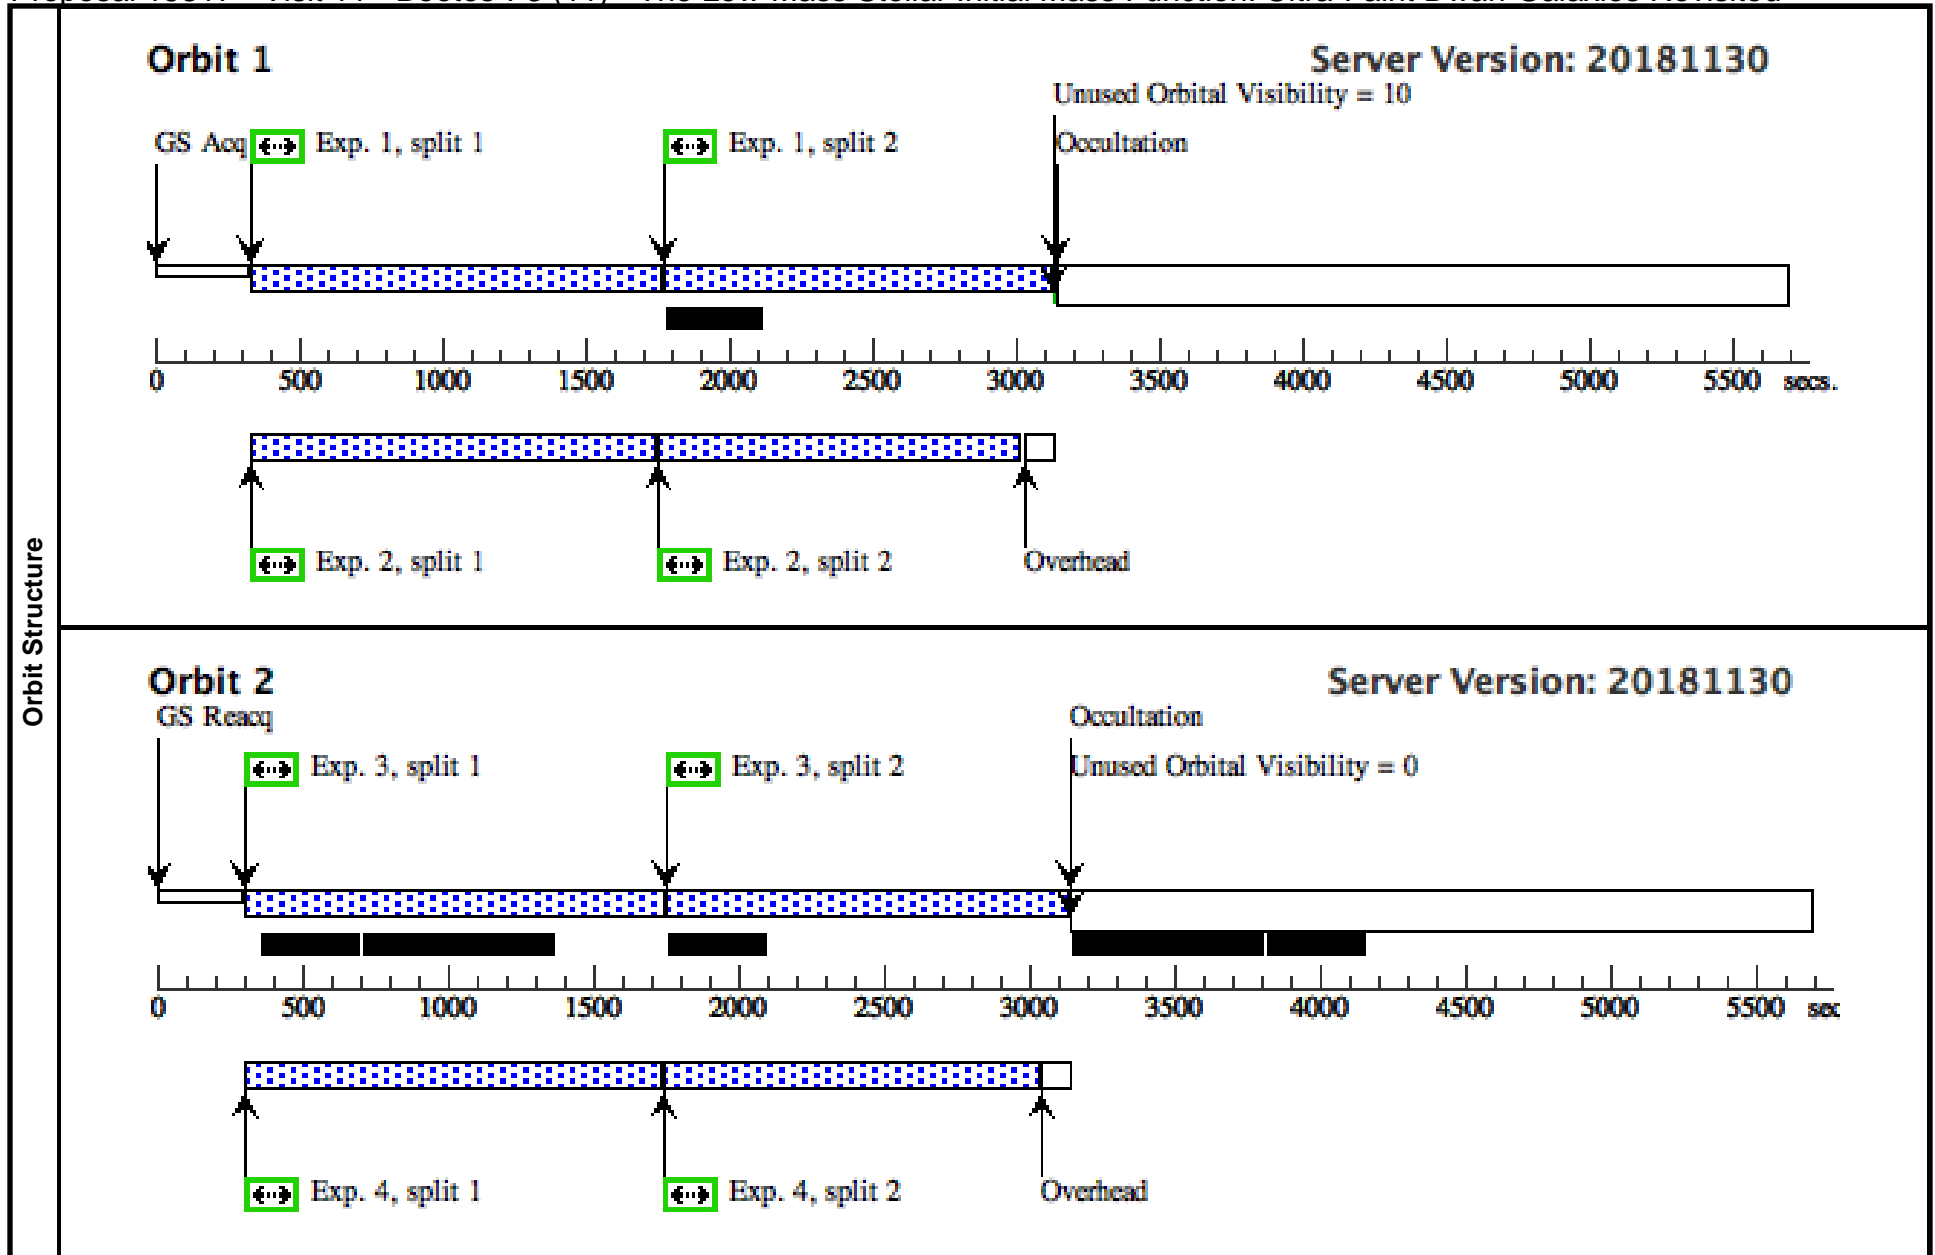 Orbit Structure
Orbit 1
Server Version: 20181130
Unused Orbital Visibility = 10
GS Acq
Exp. 1, split 1
Exp. 1, split 2
Occultation
0 500 1000 1500 2000 2500 3000 3500 4000 4500 5000 5500 secs.
Exp. 2, split 1
Exp. 2, split 2
Overhead
Orbit 2
Server Version: 20181130
GS Reacq
Occultation
Exp. 3, split 1
Exp. 3, split 2
Unused Orbital Visibility = 0
0 500 1000 1500 2000 2500 3000 3500 4000 4500 5000 5500 sec
Exp. 4, split 1
Exp. 4, split 2
Overhead